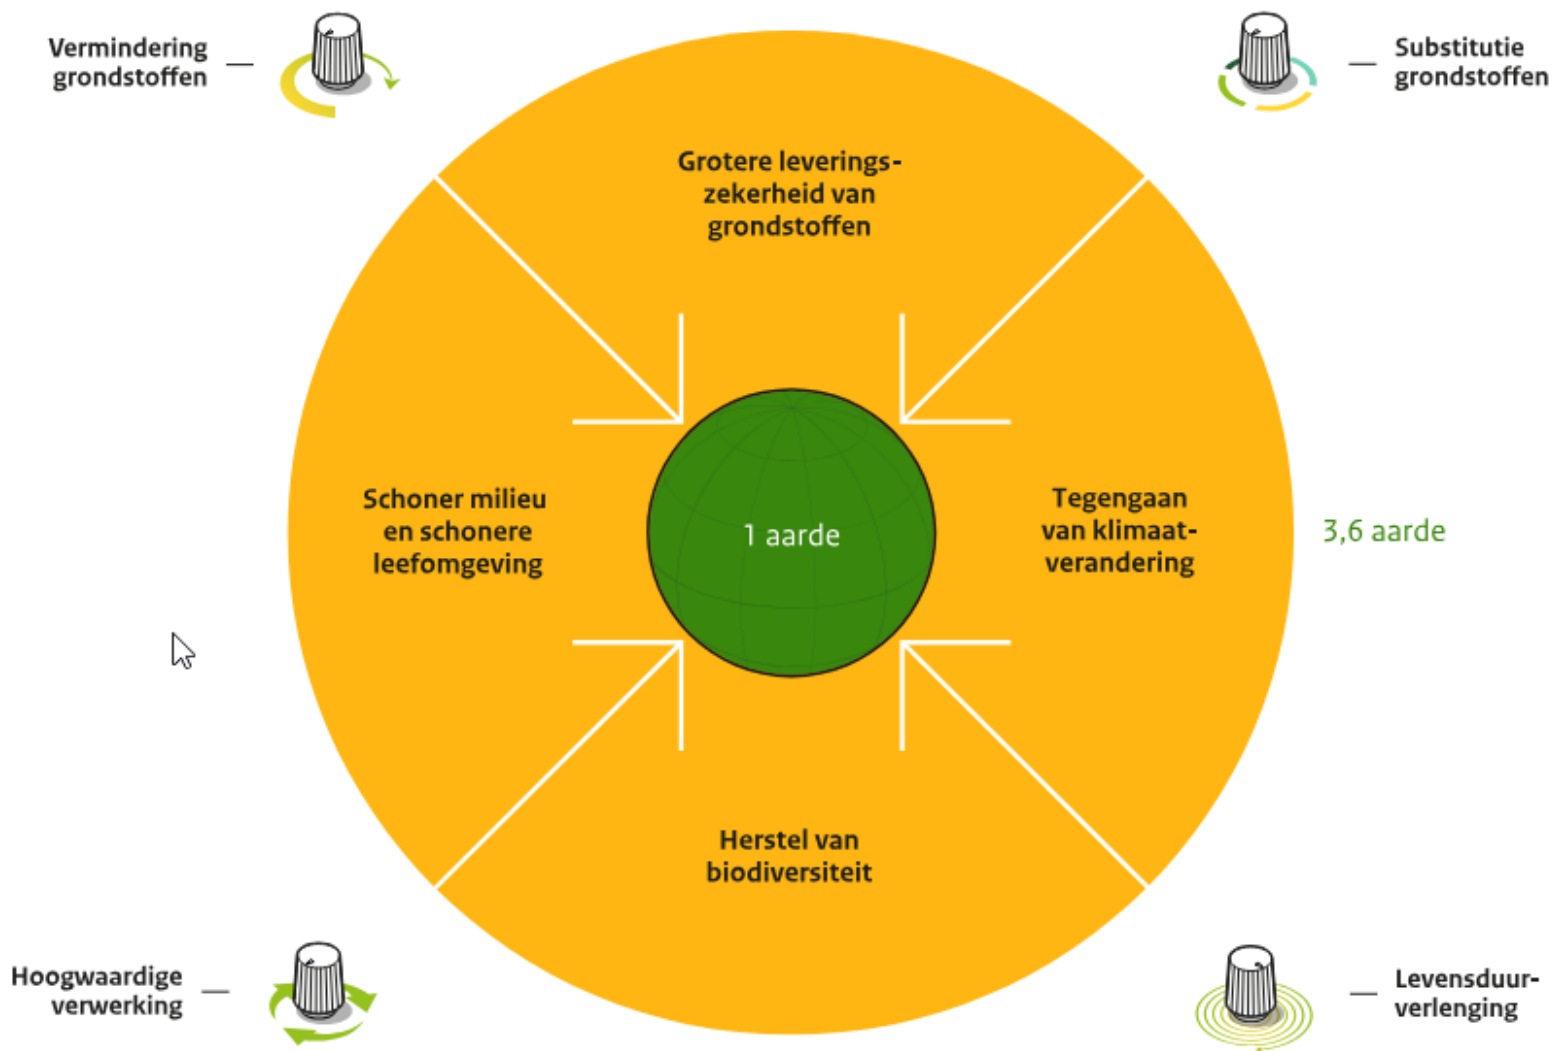 Vermindering
grondstoffen
Substitutie
grondstoffen
Grotere leverings-
zekerheid van
grondstoffen
Schoner milieu
en schonere
leefomgeving
1 aarde
Tegengaan
van klimaat-
verandering
3,6 aarde
Herstel van
biodiversiteit
Hoogwaardige
verwerking
Levensduur-
verlenging